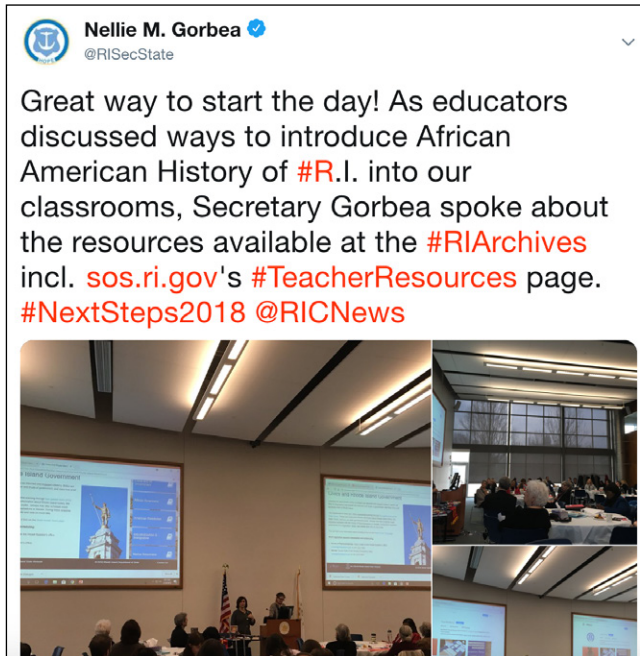 Nellie M. Gorbea
@RISecState
Great way to start the day! As educators
discussed ways to introduce African
American History of #R.I. into our
classrooms, Secretary Gorbea spoke about
the resources available at the #RIArchives
incl. sos.ri.gov's #TeacherResources page.
#NextSteps2018 @RICNews
Island Government